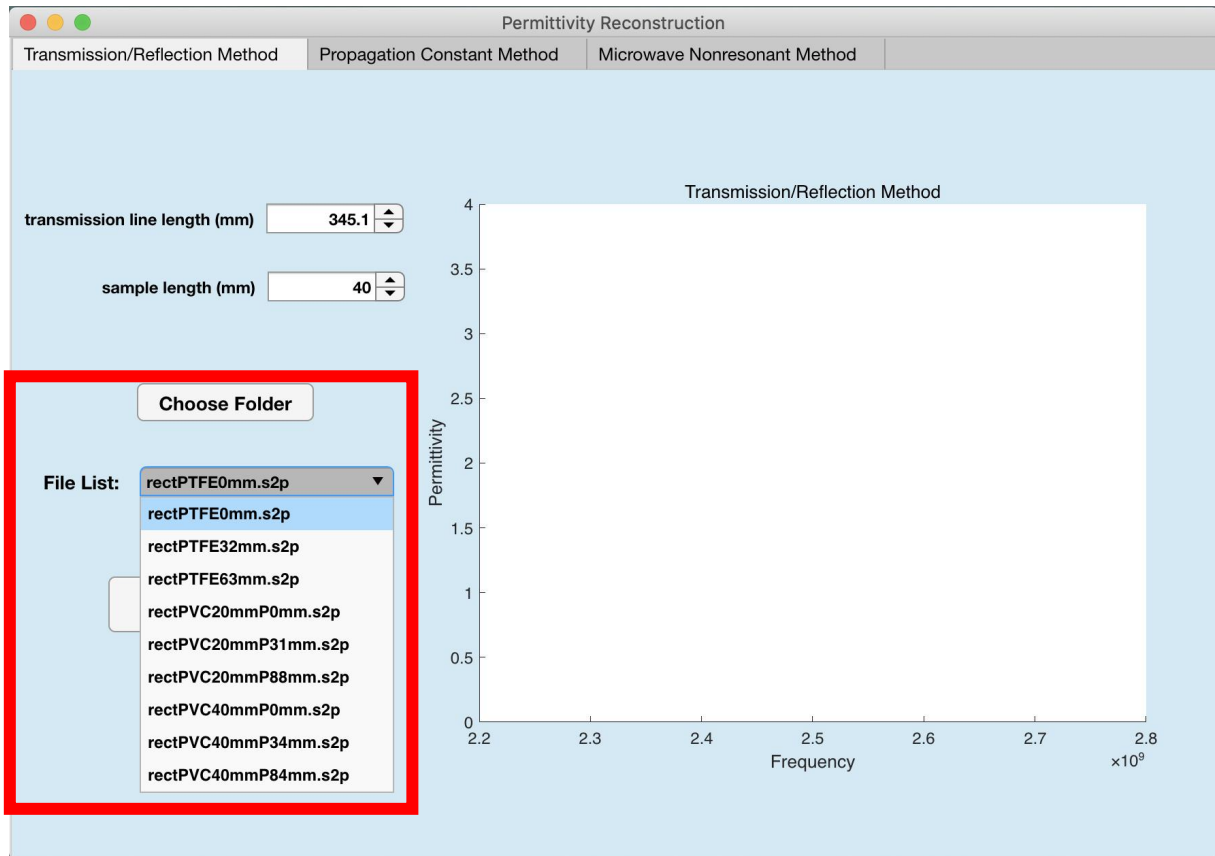 Permittivity Reconstruction
Transmission/Reflection Method
Propagation Constant Method
Microwave Nonresonant Method
transmission line length (mm)
345.1
sample length (mm)
40
Choose Folder
File List:
rectPTFE0mm.s2p
rectPTFE0mm.s2p
rectPTFE32mm.s2p
rectPTFE63mm.s2p
rectPVC20mmP0mm.s2p
rectPVC20mmP31mm.s2p
rectPVC20mmP88mm.s2p
rectPVC40mmP0mm.s2p
rectPVC40mmP34mm.s2p
rectPVC40mmP84mm.s2p
Transmission/Reflection Method
4
3.5
3
2.5
2
1.5
1
0.5
0
Permittivity
2.2 2.3 2.4 2.5 2.6 2.7 2.8
Frequency
×10⁹